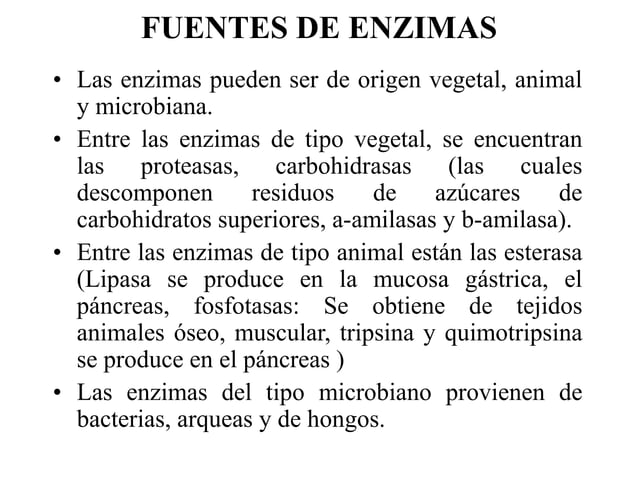 FUENTES DE ENZIMAS
• Las enzimas pueden ser de origen vegetal, animal
y microbiana.
• Entre las enzimas de tipo vegetal, se encuentran
las proteasas, carbohidrasas (las cuales
descomponen residuos de azúcares de
carbohidratos superiores, a-amilasas y b-amilasa).
• Entre las enzimas de tipo animal están las esterasa
(Lipasa se produce en la mucosa gástrica, el
páncreas, fosfotasas: Se obtiene de tejidos
animales óseo, muscular, tripsina y quimotripsina
se produce en el páncreas )
• Las enzimas del tipo microbiano provienen de
bacterias, arqueas y de hongos.